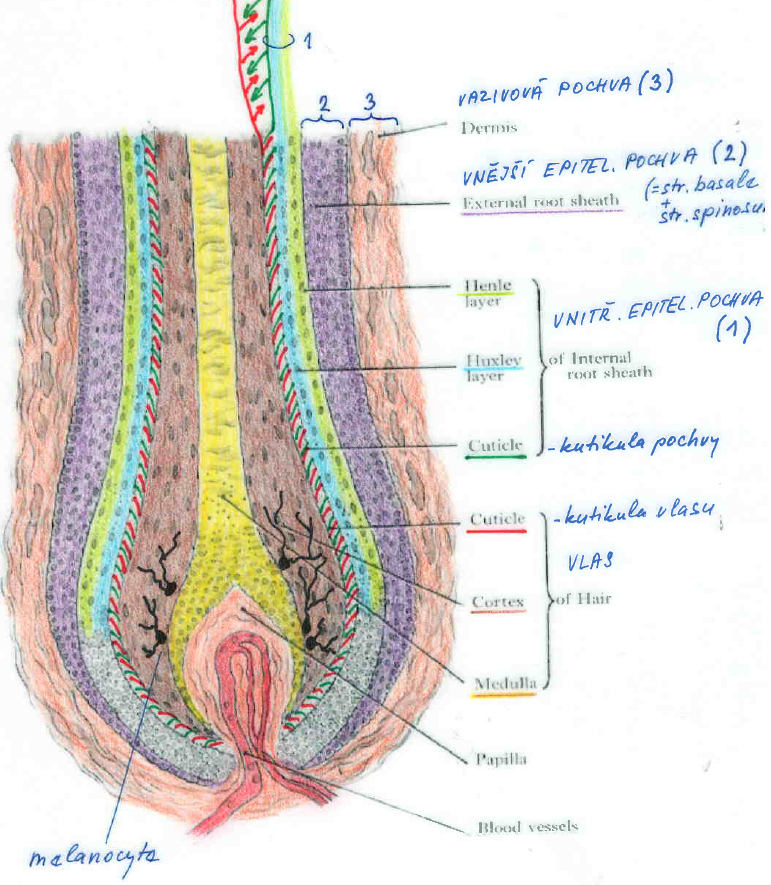 1
2
3
VAZIVOVÁ POCHVA (3)
Dermis
VNĚJŠÍ EPITEL. POCHVA (2)
External root sheath
(=str. basale
+
str. spinosum
Henle
layer
VNITŘ. EPITEL. POCHVA
(1)
Huxley
layer
of Internal
root sheath
Cuticle
-kutikula pochvy
Cuticle
-kutikula vlasu
VLAS
Cortex
of Hair
Medulla
Papilla
Blood vessels
melanocyte